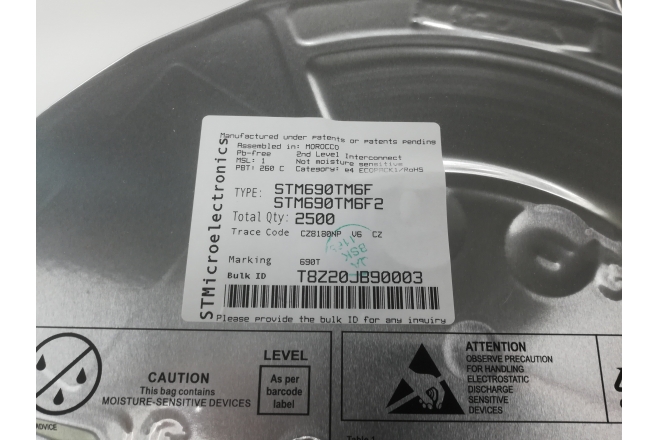 STMicroelectronics
Manufactured under patents or patents pending
Assembled in: MOROCCO
Pb-free 2nd Level Interconnect
MSL: 1 Not moisture sensitive
PBT: 260 C Category: e4 ECOPACK1/RoHS
TYPE: STM690TM6F
STM690TM6F2
Total Qty: 2500
Trace Code CZ8180NP V6 CZ
Marking 690T
Bulk ID T8Z20JB90003
Please provide the bulk ID for any inquiry
CAUTION
This bag contains
MOISTURE-SENSITIVE DEVICES
LEVEL
As per
barcode
label
ATTENTION
OBSERVE PRECAUTION
FOR HANDLING
ELECTROSTATIC
DISCHARGE
SENSITIVE
DEVICES
ADVICE
Table 1